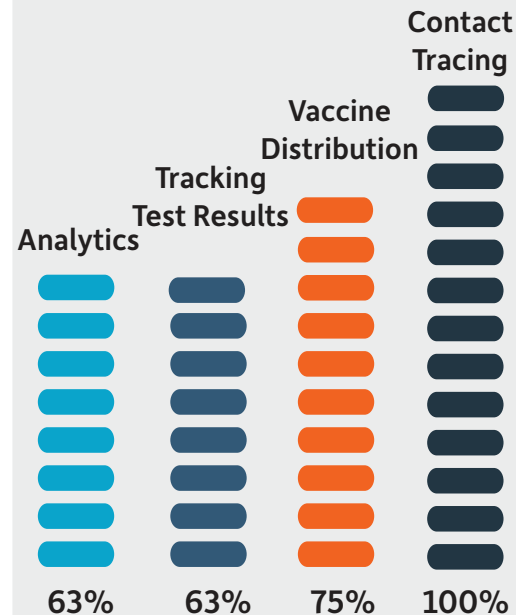 Contact
Tracing
Vaccine
Distribution
Tracking
Test Results
Analytics
63%
63%
75%
100%